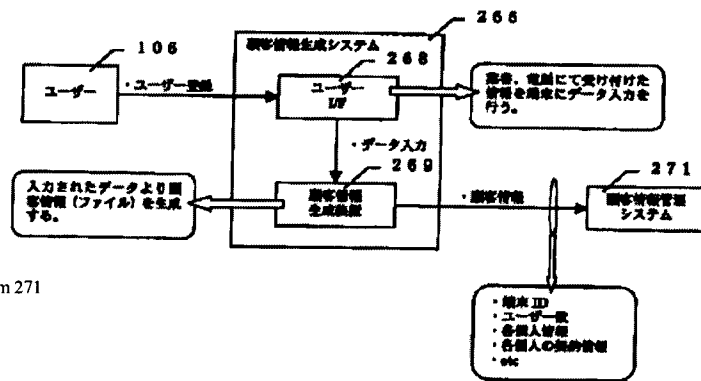 266
顧客情報生成システム
106
268
ユーザー
・ユーザー登録
ユーザー
I/F
葉書、電話にて受け付けた
情報を端末にデータ入力を
行う。
・データ入力
269
271
入力されたデータより顧
客情報(ファイル)を生成
する。
顧客情報
生成機能
・顧客情報
顧客情報管理
システム
m 271
・端末 ID
・ユーザー数
・各個人情報
・各個人の契約情報
・etc